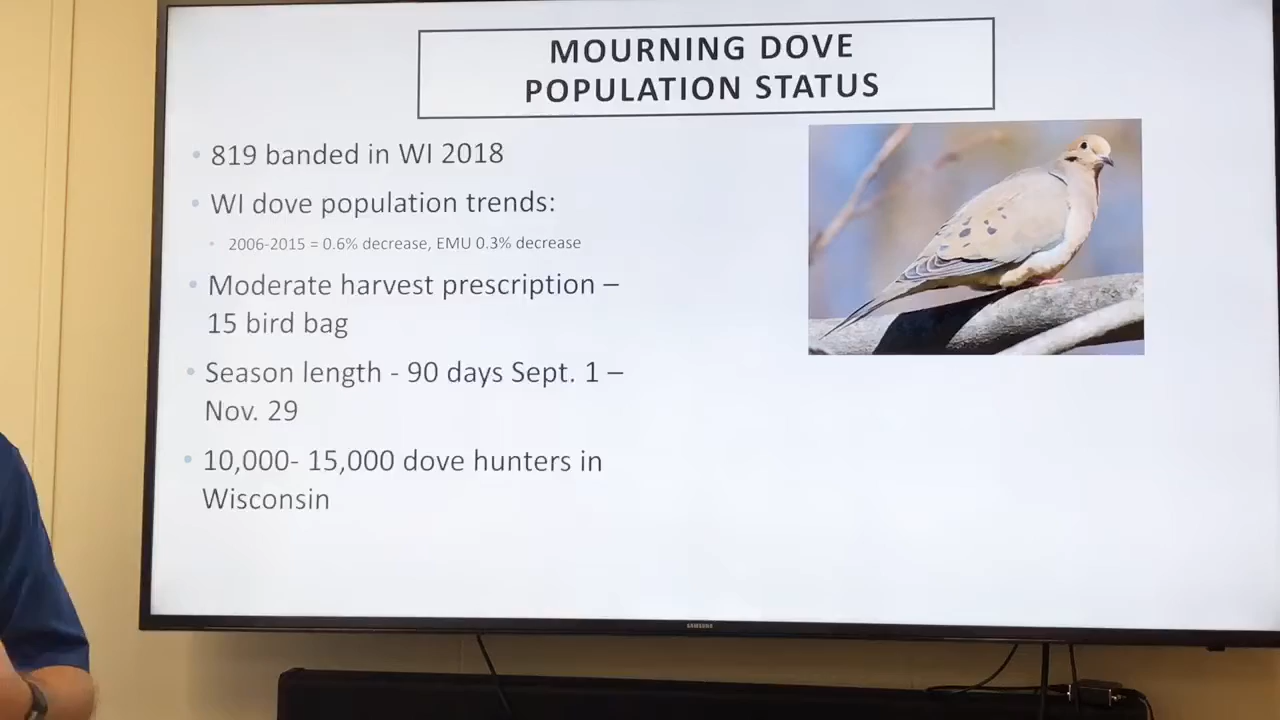 MOURNING DOVE
POPULATION STATUS
819 banded in WI 2018
WI dove population trends:
2006-2015 = 0.6% decrease, EMU 0.3% decrease
Moderate harvest prescription –
15 bird bag
Season length - 90 days Sept. 1 –
Nov. 29
10,000- 15,000 dove hunters in
Wisconsin
SAMSUNG